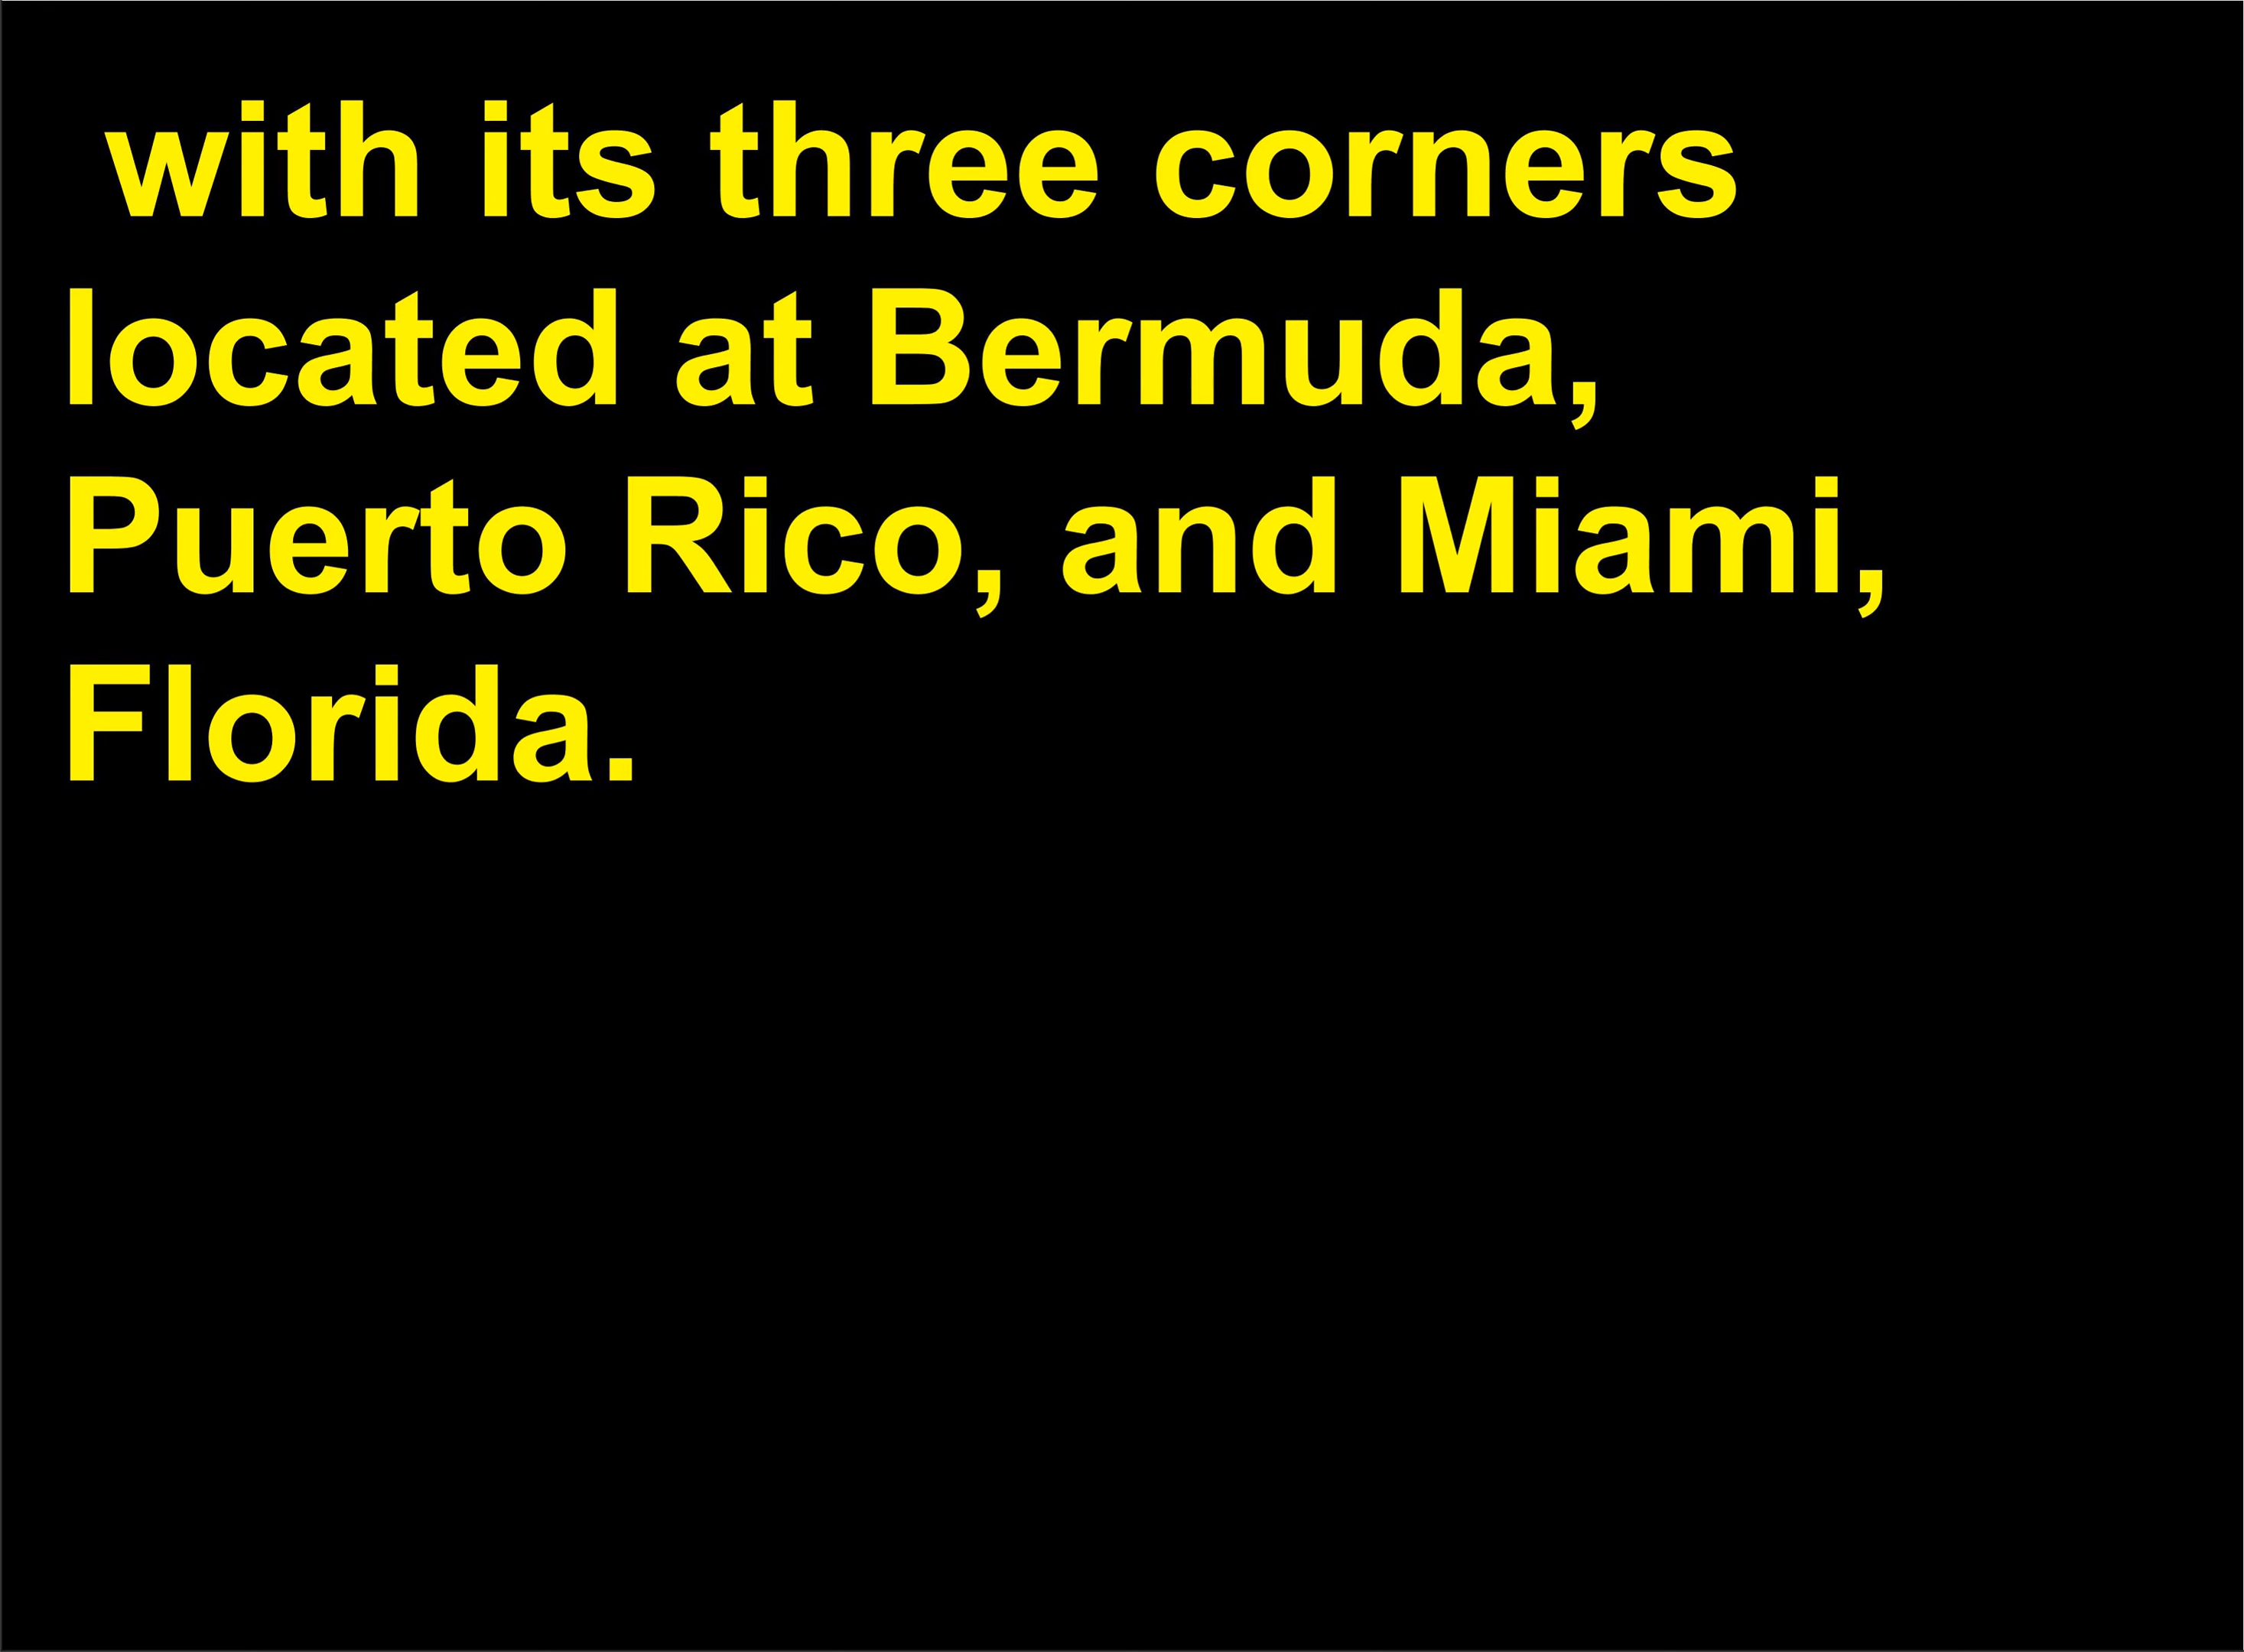 with its three corners
located at Bermuda,
Puerto Rico, and Miami,
Florida.